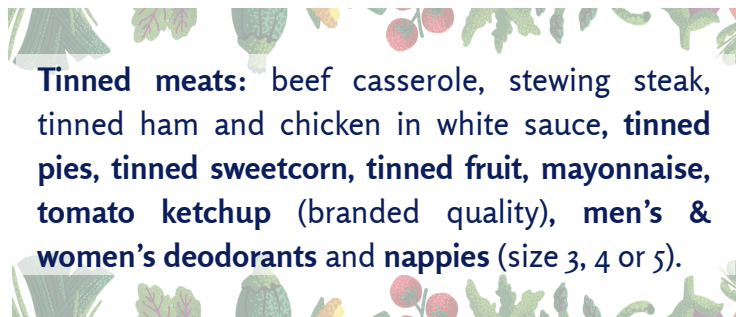 Tinned meats: beef casserole, stewing steak,
tinned ham and chicken in white sauce, tinned
pies, tinned sweetcorn, tinned fruit, mayonnaise,
tomato ketchup (branded quality), men’s &
women’s deodorants and nappies (size 3, 4 or 5).